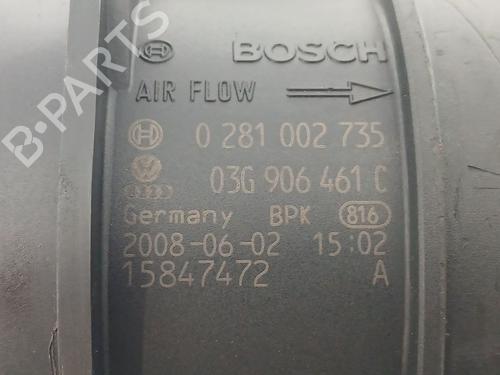 BOSCH
AIR FLOW
0 281 002 735
03G 906 461 C
Germany BPK 816
2008-06-02 15:02
15847472 A
B-PARTS